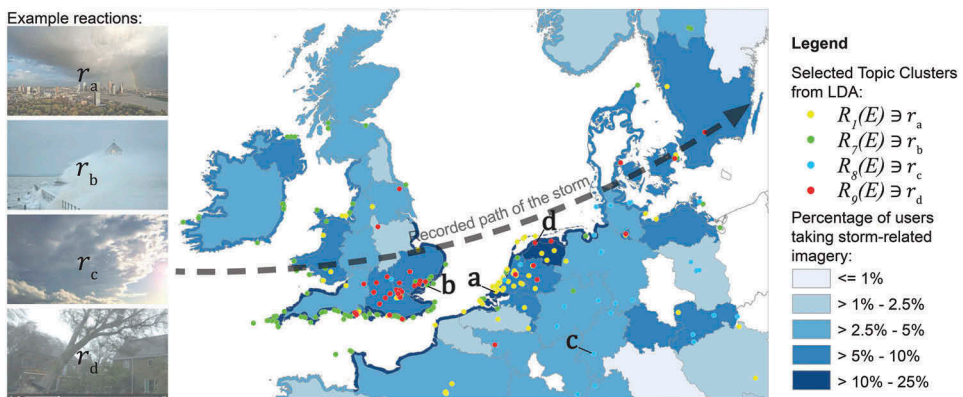 Example reactions:
r_a
r_b
r_c
r_d
Recorded path of the storm
d
a
b
c
Legend
Selected Topic Clusters
from LDA:
R_1(E) ∋ r_a
R_7(E) ∋ r_b
R_8(E) ∋ r_c
R_9(E) ∋ r_d
Percentage of users
taking storm-related
imagery:
<= 1%
> 1% - 2.5%
> 2.5% - 5%
> 5% - 10%
> 10% - 25%